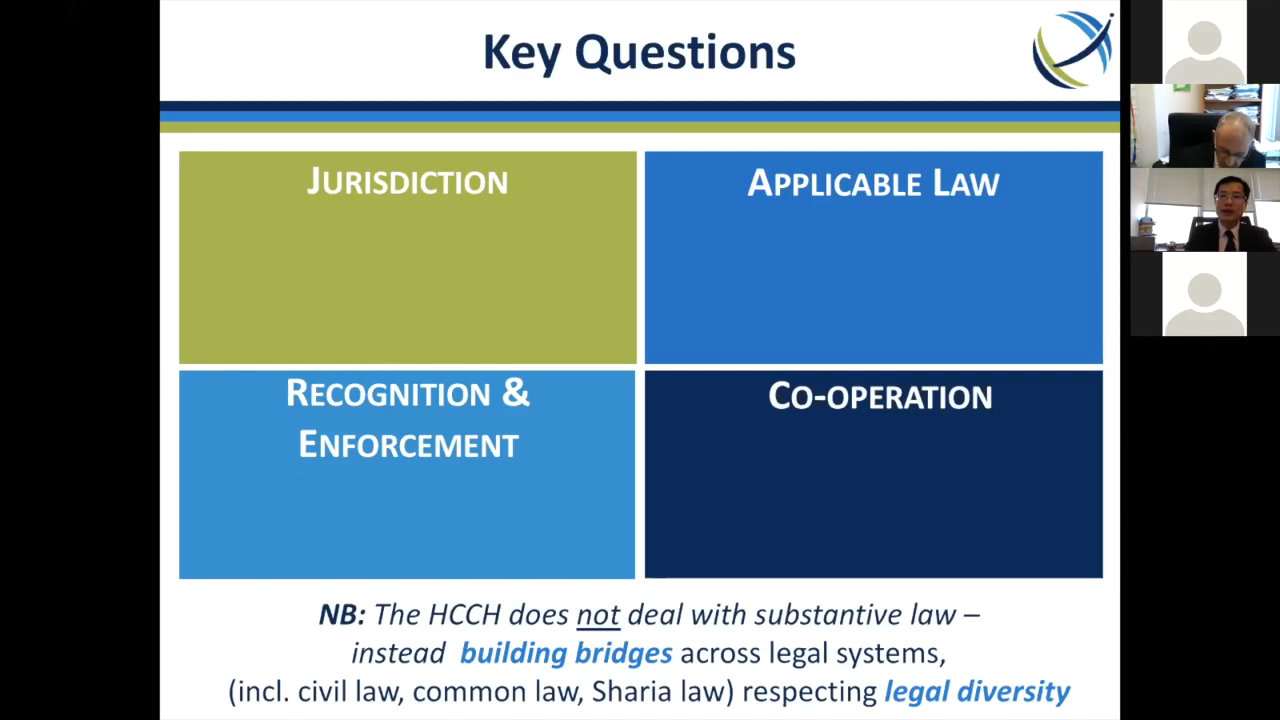 Key Questions
JURISDICTION
APPLICABLE LAW
RECOGNITION &
ENFORCEMENT
CO-OPERATION
NB: The HCCH does not deal with substantive law –
instead building bridges across legal systems,
(incl. civil law, common law, Sharia law) respecting legal diversity